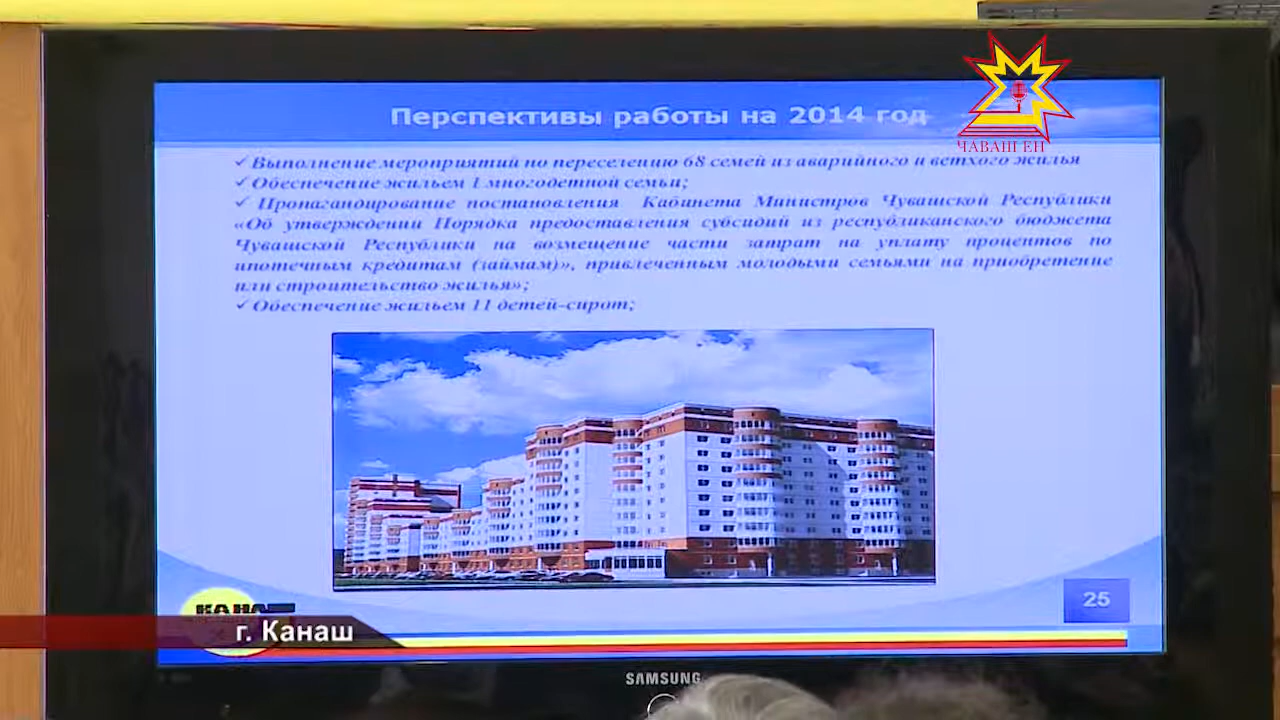 Перспективы работы на 2014 год
ЧӐВАШ ЕН
✓ Выполнение мероприятий по переселению 68 семей из аварийного и ветхого жилья
✓ Обеспечение жильем 1 многодетной семьи;
✓ Пропагандирование постановления Кабинета Министров Чувашской Республики
«Об утверждении Порядка предоставления субсидий из республиканского бюджета
Чувашской Республики на возмещение части затрат на уплату процентов по
ипотечным кредитам (займам)», привлеченным молодыми семьями на приобретение
или строительство жилья»;
✓ Обеспечение жильем 11 детей-сирот;
25
г. Канаш
SAMSUNG